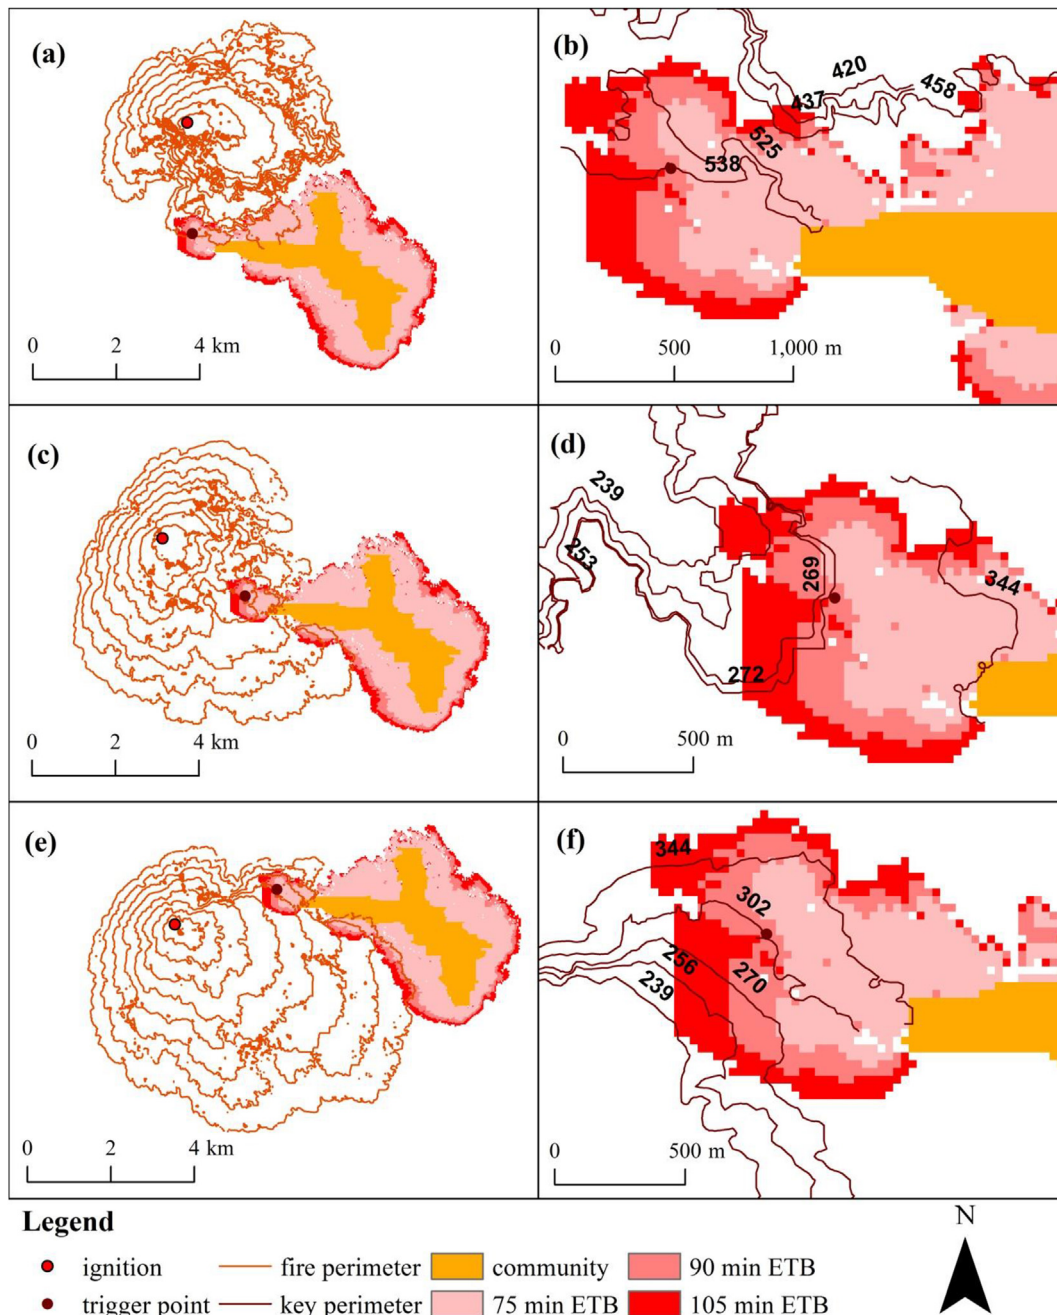 (a)
0 2 4 km
(b)
420
458
437
525
538
0 500 1,000 m
(c)
0 2 4 km
(d)
239
253
269
344
272
0 500 m
(e)
0 2 4 km
(f)
344
302
256
270
239
0 500 m
Legend
N
ignition fire perimeter community 90 min ETB
trigger point key perimeter 75 min ETB 105 min ETB